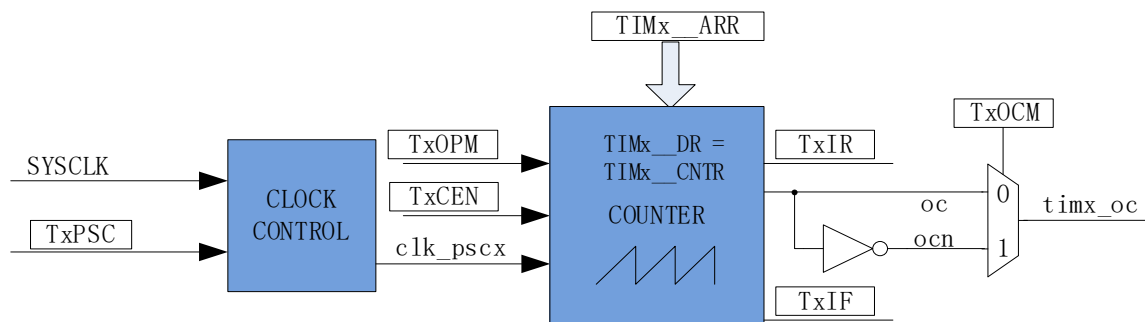 TIMx__ARR
TxOCM
TxOPM
TIMx__DR =
TIMx__CNTR
TxIR
SYSCLK
CLOCK
CONTROL
TxCEN
COUNTER
oc
0
timx_oc
TxPSC
clk_pscx
ocn
1
TxIF